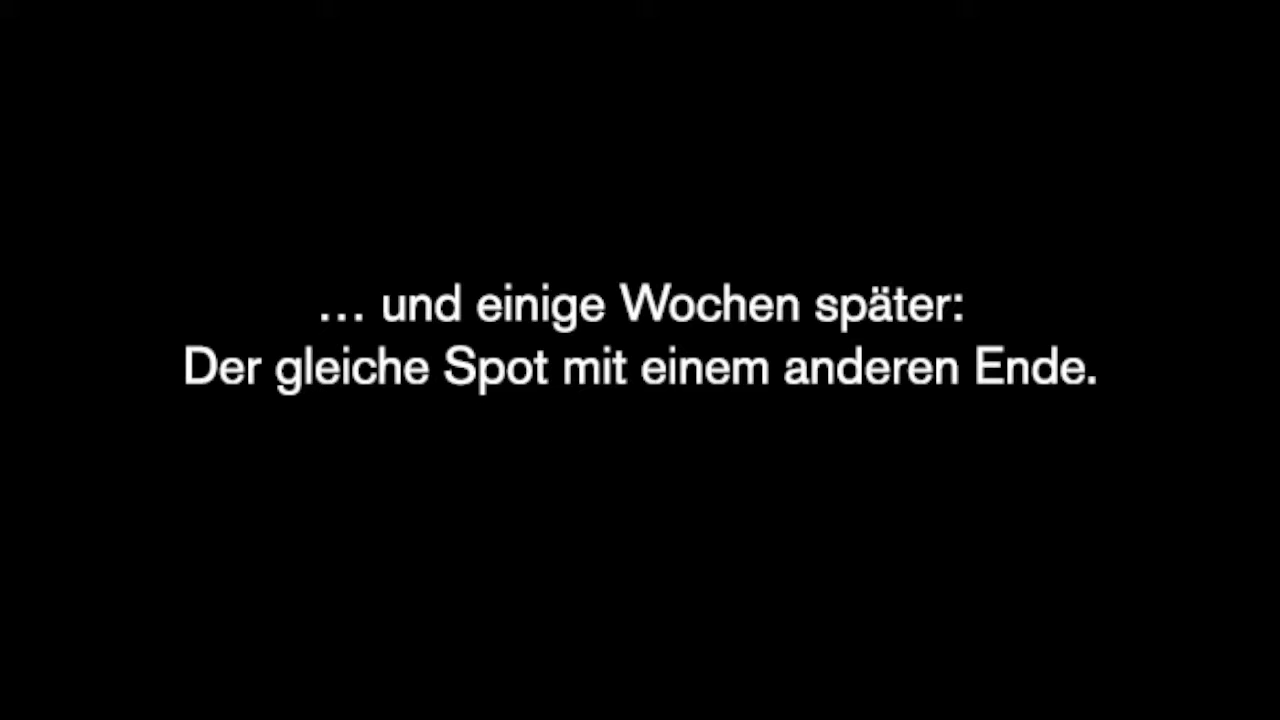 … und einige Wochen später:
Der gleiche Spot mit einem anderen Ende.